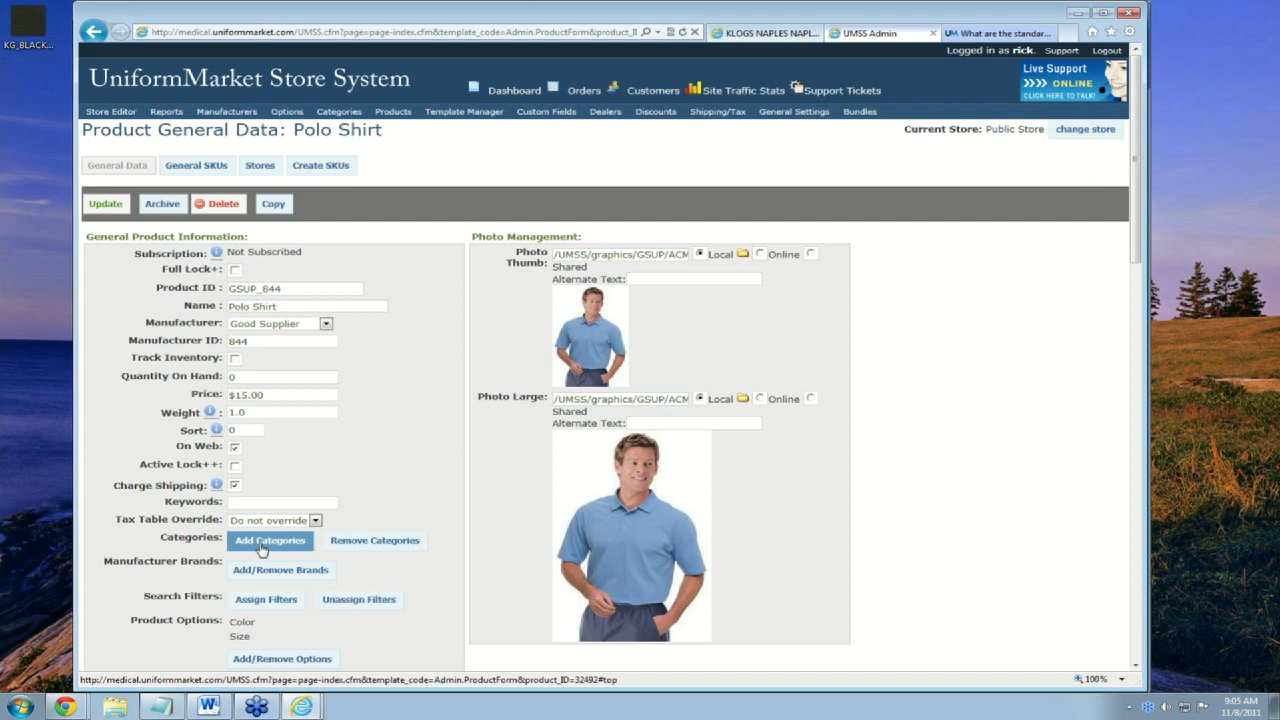 KG_BLACK...
http://medical.uniformmarket.com/UMSS.cfm?page=page-index.cfm&template_code=Admin.ProductForm&product_I
KLOGS NAPLES NAPL...
UMSS Admin
What are the standar...
Logged in as rick.
Support
Logout
UniformMarket Store System
Dashboard
Orders
Customers
Site Traffic Stats
Support Tickets
Live Support
>>>> ONLINE
CLICK HERE TO TALK!
Store Editor
Reports
Manufacturers
Options
Categories
Products
Template Manager
Custom Fields
Dealers
Discounts
Shipping/Tax
General Settings
Bundles
Product General Data: Polo Shirt
Current Store: Public Store
change store
General Data
General SKUs
Stores
Create SKUs
Update
Archive
Delete
Copy
General Product Information:
Subscription: Not Subscribed
Full Lock+:
Product ID : GSUP_844
Name : Polo Shirt
Manufacturer: Good Supplier
Manufacturer ID: 844
Track Inventory:
Quantity On Hand: 0
Price: $15.00
Weight : 1.0
Sort: 0
On Web:
Active Lock++:
Charge Shipping:
Keywords:
Tax Table Override: Do not override
Categories: Add Categories Remove Categories
Manufacturer Brands: Add/Remove Brands
Search Filters: Assign Filters Unassign Filters
Product Options: Color
Size
Add/Remove Options
Photo Management:
Photo Thumb: /UMSS/graphics/GSUP/ACM Local Online
Shared
Alternate Text:
Photo Large: /UMSS/graphics/GSUP/ACM Local Online
Shared
Alternate Text:
http://medical.uniformmarket.com/UMSS.cfm?page=page-index.cfm&template_code=Admin.ProductForm&product_ID=32492#top
100%
9:05 AM
11/8/2011